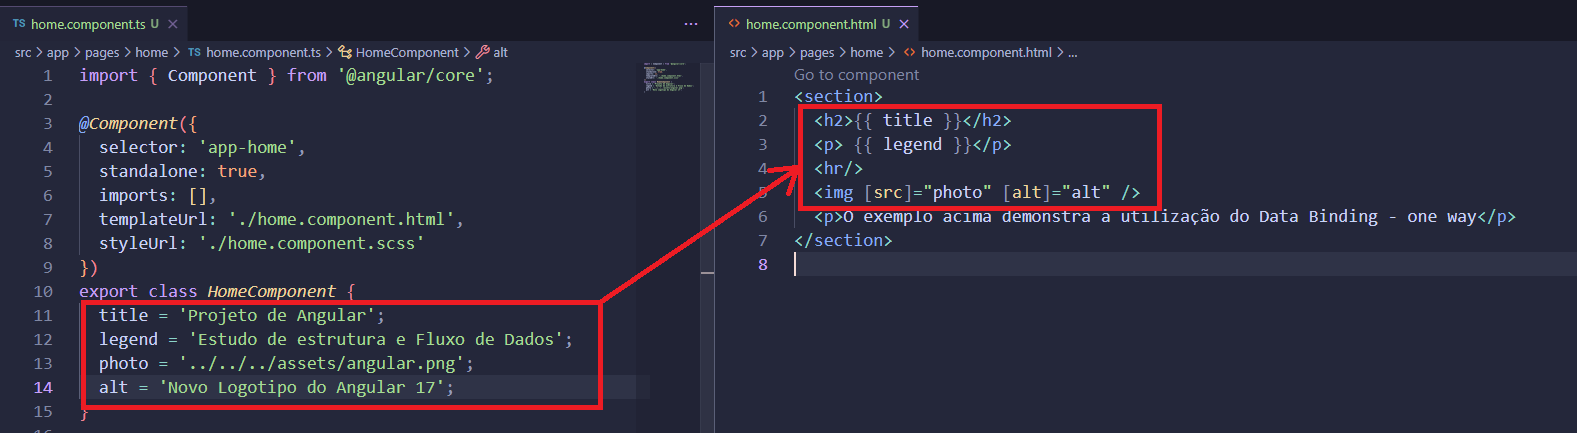 TS home.component.ts U ×
src > app > pages > home > TS home.component.ts > HomeComponent > alt
1 import { Component } from '@angular/core';
2
3 @Component({
4 selector: 'app-home',
5 standalone: true,
6 imports: [],
7 templateUrl: './home.component.html',
8 styleUrl: './home.component.scss'
9 })
10 export class HomeComponent {
11 title = 'Projeto de Angular';
12 legend = 'Estudo de estrutura e Fluxo de Dados';
13 photo = '../../../assets/angular.png';
14 alt = 'Novo Logotipo do Angular 17';
15 }
<> home.component.html U ×
src > app > pages > home > <> home.component.html > ...
Go to component
1 <section>
2 <h2>{{ title }}</h2>
3 <p> {{ legend }}</p>
4 <hr/>
5 <img [src]="photo" [alt]="alt" />
6 <p>O exemplo acima demonstra a utilização do Data Binding - one way</p>
7 </section>
8